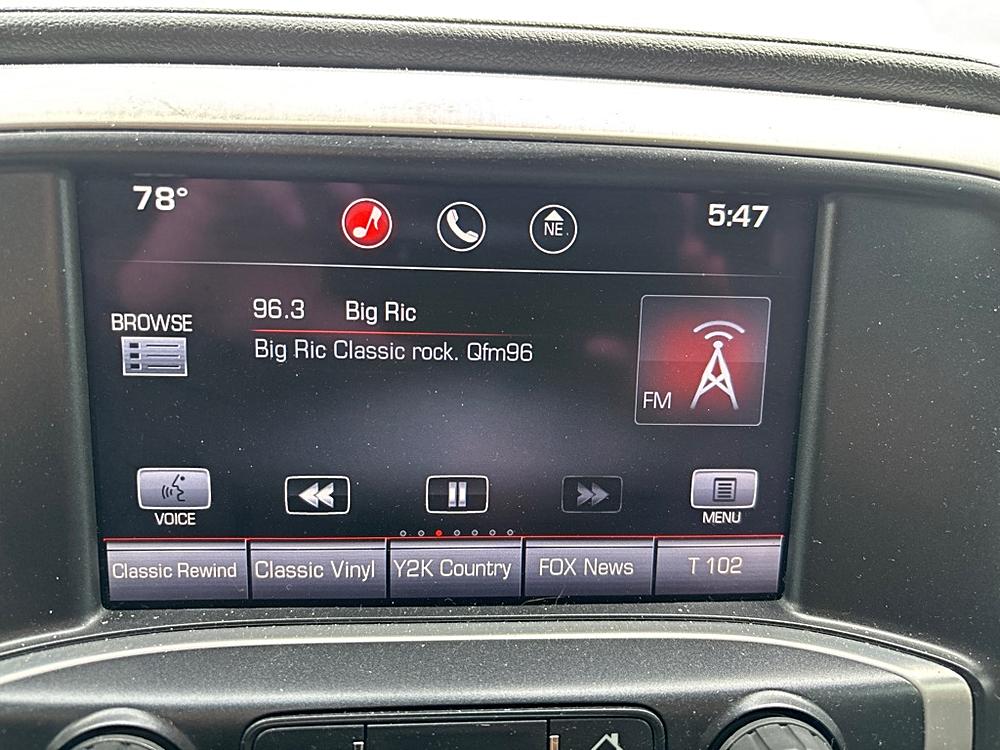 78°
NE
5:47
96.3 Big Ric
BROWSE
Big Ric Classic rock. Qfm96
FM
VOICE
MENU
Classic Rewind
Classic Vinyl
Y2K Country
FOX News
T 102